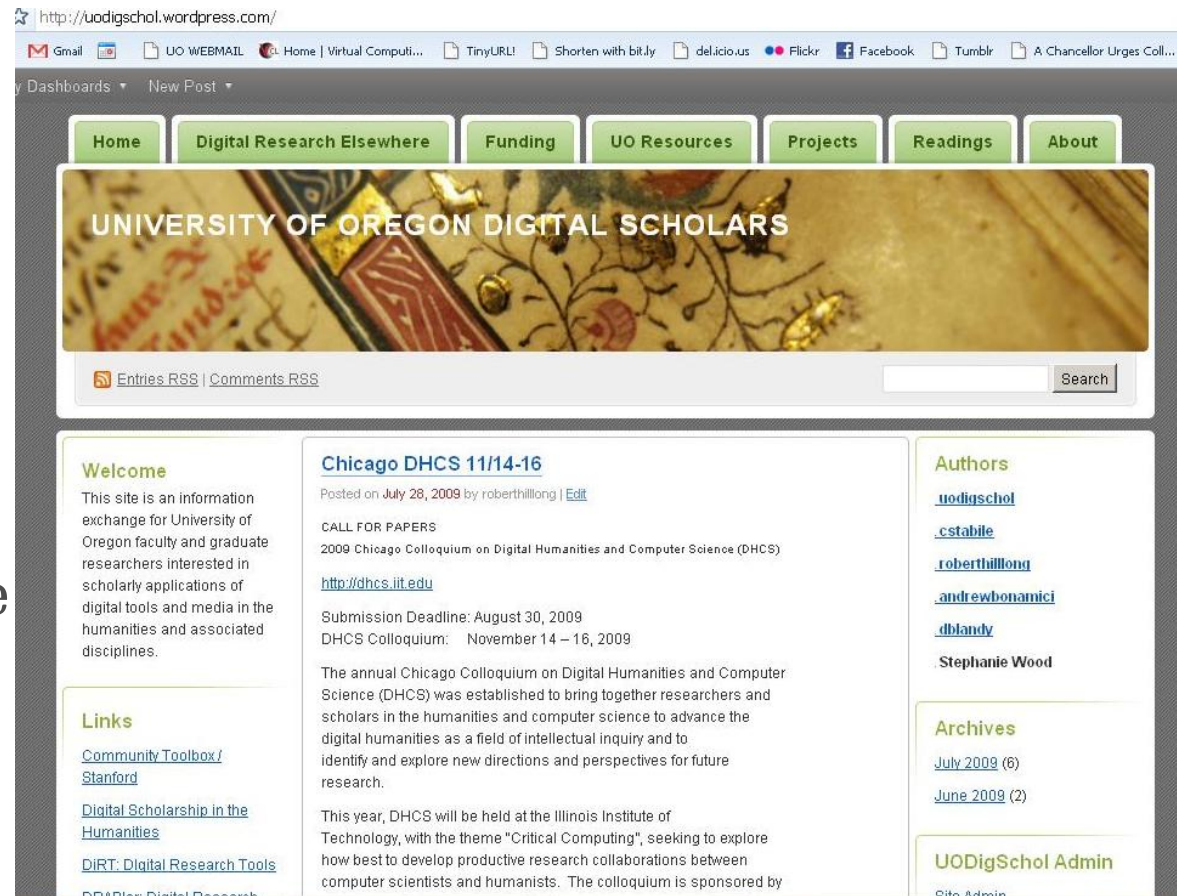 http://uodigschol.wordpress.com/
Gmail UO WEBMAIL Home | Virtual Computi... TinyURL! Shorten with bit.ly del.icio.us Flickr Facebook Tumblr A Chancellor Urges Coll...
y Dashboards New Post
Home Digital Research Elsewhere Funding UO Resources Projects Readings About
UNIVERSITY OF OREGON DIGITAL SCHOLARS
Entries RSS | Comments RSS
Search
e
Welcome
This site is an information
exchange for University of
Oregon faculty and graduate
researchers interested in
scholarly applications of
digital tools and media in the
humanities and associated
disciplines.
Links
Community Toolbox /
Stanford
Digital Scholarship in the
Humanities
DiRT: Digital Research Tools
Chicago DHCS 11/14-16
Posted on July 28, 2009 by roberthilllong | Edit
CALL FOR PAPERS
2009 Chicago Colloquium on Digital Humanities and Computer Science (DHCS)
http://dhcs.iit.edu
Submission Deadline: August 30, 2009
DHCS Colloquium: November 14 – 16, 2009
The annual Chicago Colloquium on Digital Humanities and Computer
Science (DHCS) was established to bring together researchers and
scholars in the humanities and computer science to advance the
digital humanities as a field of intellectual inquiry and to
identify and explore new directions and perspectives for future
research.
This year, DHCS will be held at the Illinois Institute of
Technology, with the theme "Critical Computing", seeking to explore
how best to develop productive research collaborations between
computer scientists and humanists. The colloquium is sponsored by
Authors
uodigschol
cstabile
roberthilllong
andrewbonamici
dblandy
Stephanie Wood
Archives
July 2009 (6)
June 2009 (2)
UODigSchol Admin
Site Admin